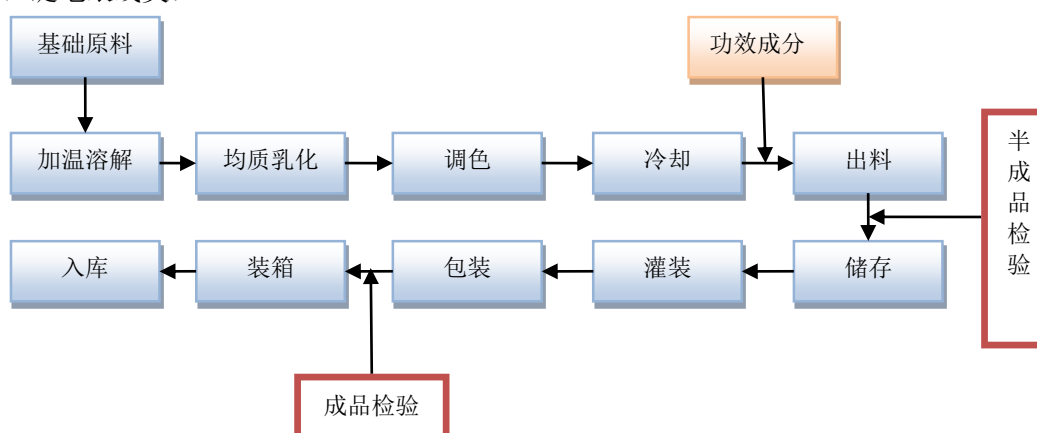 基础原料
功效成分
加温溶解
均质乳化
调色
冷却
出料
半
成
品
检
验
入库
装箱
包装
灌装
储存
成品检验